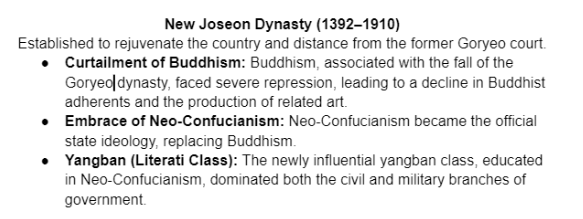 New Joseon Dynasty (1392–1910)
Established to rejuvenate the country and distance from the former Goryeo court.
● Curtailment of Buddhism: Buddhism, associated with the fall of the
Goryeo dynasty, faced severe repression, leading to a decline in Buddhist
adherents and the production of related art.
● Embrace of Neo-Confucianism: Neo-Confucianism became the official
state ideology, replacing Buddhism.
● Yangban (Literati Class): The newly influential yangban class, educated
in Neo-Confucianism, dominated both the civil and military branches of
government.